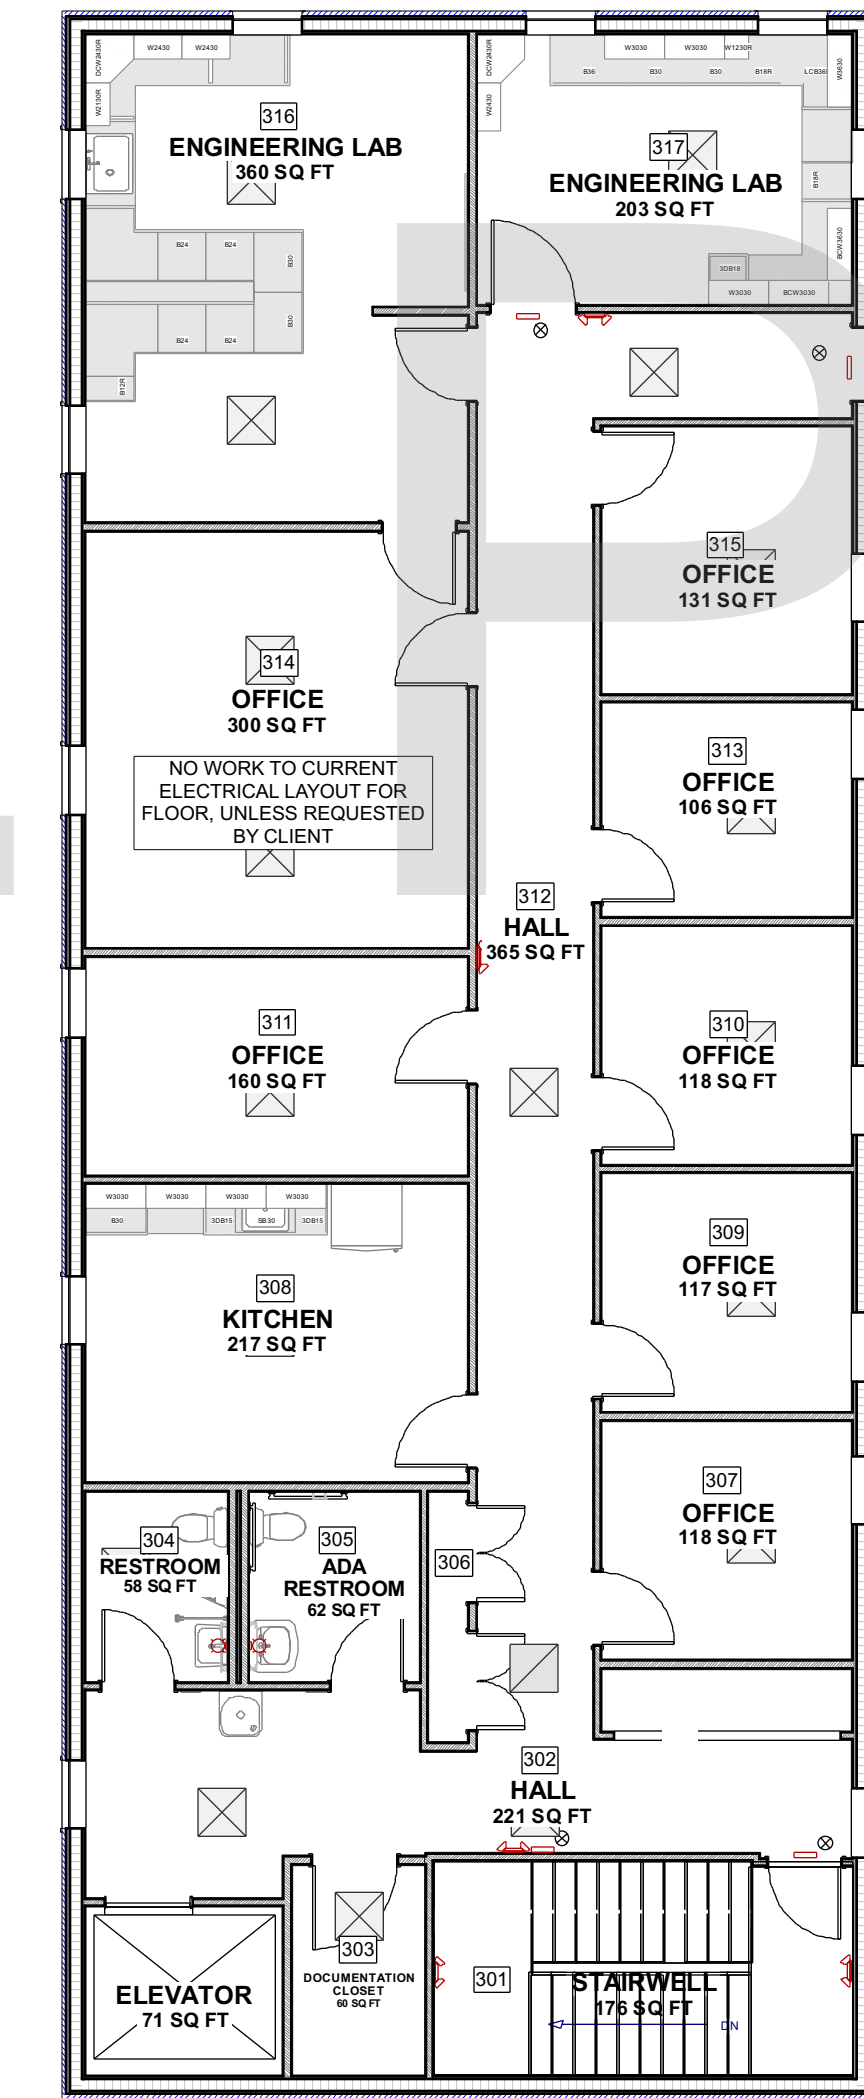 DCW2430R
W2430
W2430
W2130R
316
ENGINEERING LAB
360 SQ FT
B24
B24
B30
B30
B24
B24
B12R
DCW2430R
W2430
W3030
W3030
W1230R
W3630
B36
B30
B30
B18R
LCB36
317
ENGINEERING LAB
203 SQ FT
B18R
BCW3630
3DB18
W3030
BCW3030
315
OFFICE
131 SQ FT
314
OFFICE
300 SQ FT
NO WORK TO CURRENT
ELECTRICAL LAYOUT FOR
FLOOR, UNLESS REQUESTED
BY CLIENT
313
OFFICE
106 SQ FT
312
HALL
365 SQ FT
311
OFFICE
160 SQ FT
310
OFFICE
118 SQ FT
W3030
W3030
W3030
W3030
B30
3DB15
SB30
3DB15
308
KITCHEN
217 SQ FT
309
OFFICE
117 SQ FT
307
OFFICE
118 SQ FT
304
RESTROOM
58 SQ FT
305
ADA
RESTROOM
62 SQ FT
306
302
HALL
221 SQ FT
303
DOCUMENTATION
CLOSET
60 SQ FT
ELEVATOR
71 SQ FT
301
STAIRWELL
176 SQ FT
DN